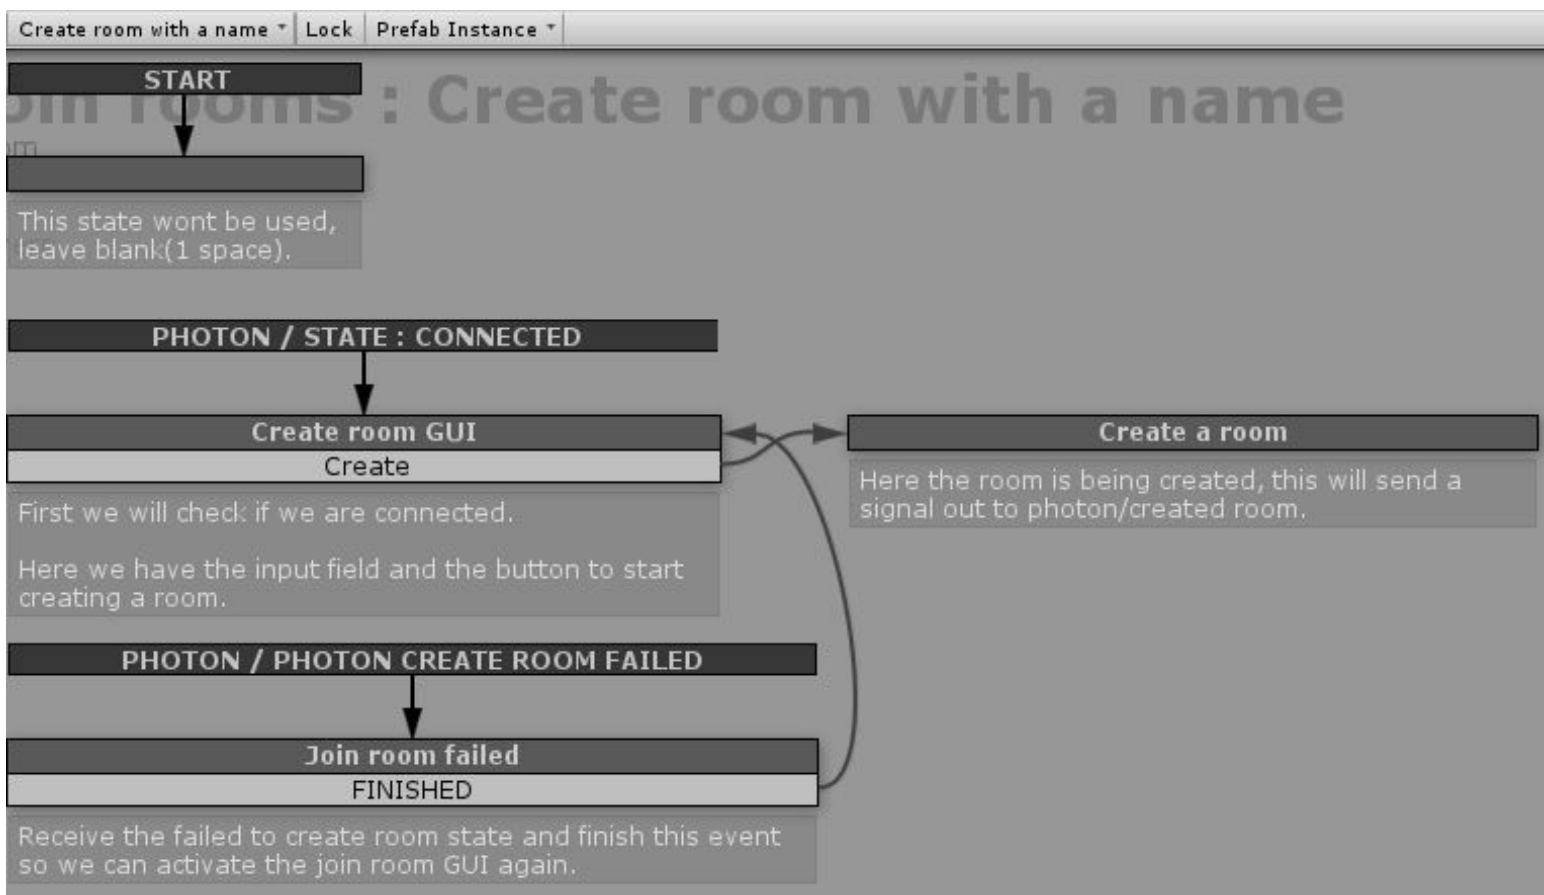 Create room with a name Lock Prefab Instance
START
oin rooms : Create room with a name
om
This state wont be used,
leave blank(1 space).
PHOTON / STATE : CONNECTED
Create room GUI
Create
First we will check if we are connected.
Here we have the input field and the button to start
creating a room.
Create a room
Here the room is being created, this will send a
signal out to photon/created room.
PHOTON / PHOTON CREATE ROOM FAILED
Join room failed
FINISHED
Receive the failed to create room state and finish this event
so we can activate the join room GUI again.